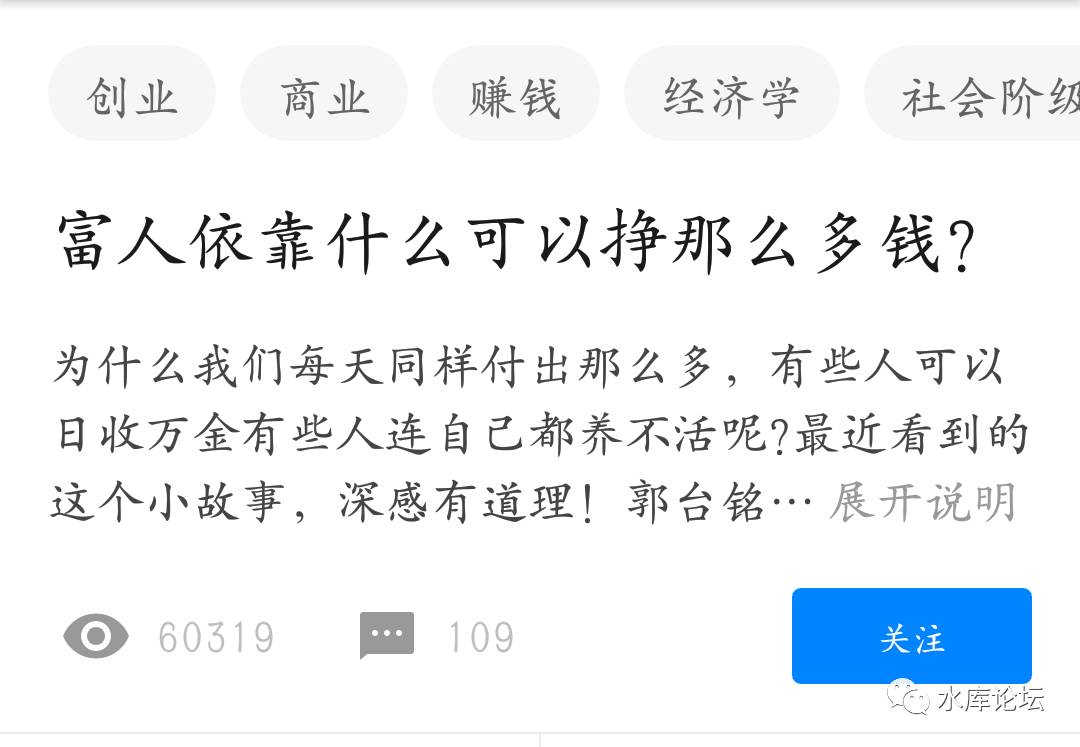 创业 商业 赚钱 经济学 社会阶级
富人依靠什么可以挣那么多钱?
为什么我们每天同样付出那么多，有些人可以
日收万金有些人连自己都养不活呢?最近看到的
这个小故事，深感有道理！郭台铭… 展开说明
60319 109 关注
水库论坛